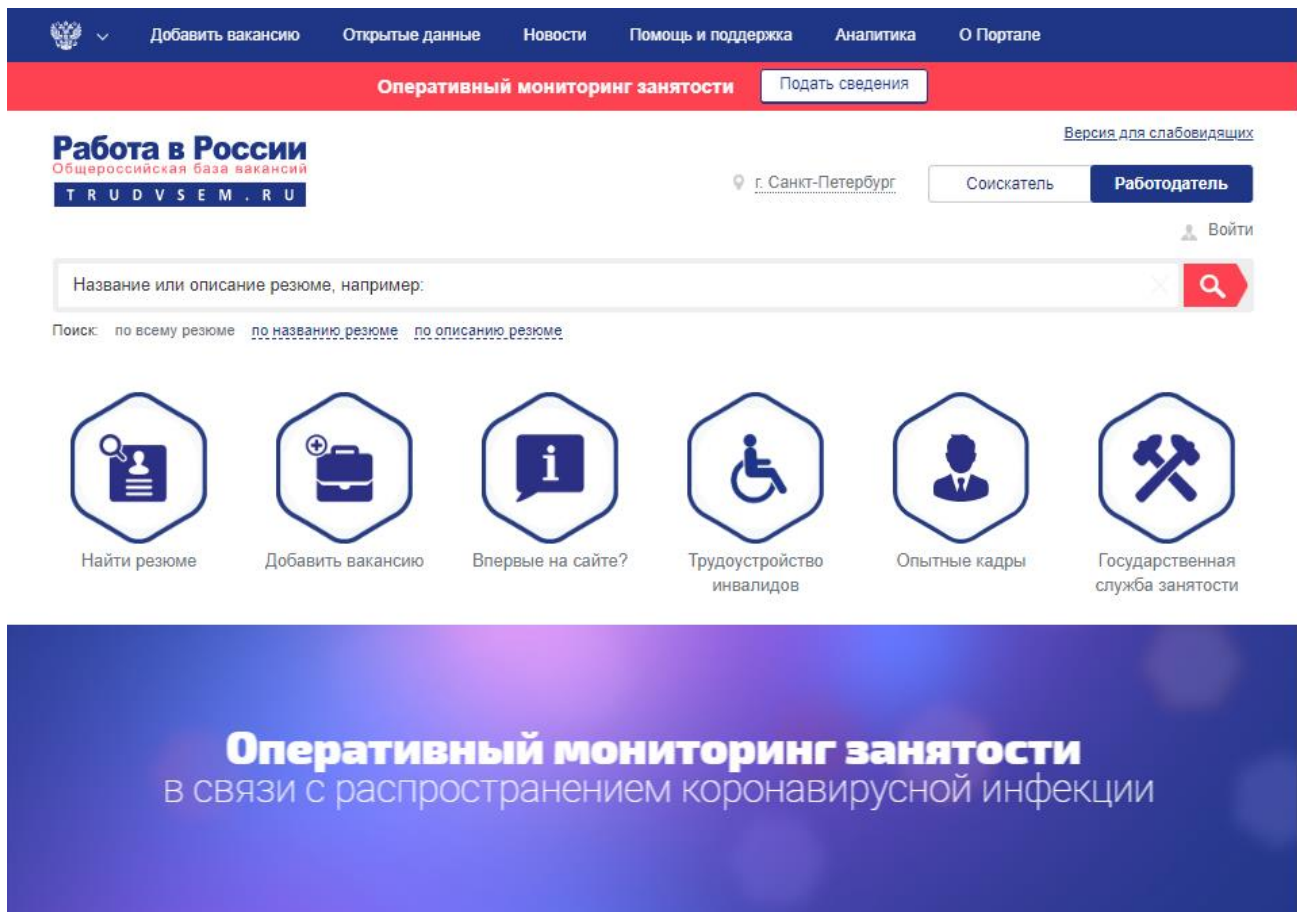 Добавить вакансию Открытые данные Новости Помощь и поддержка Аналитика О Портале
Оперативный мониторинг занятости Подать сведения
Версия для слабовидящих
Работа в России
Общероссийская база вакансий
TRUDVSEM.RU
г. Санкт-Петербург Соискатель Работодатель
Войти
Название или описание резюме, например:
Поиск: по всему резюме по названию резюме по описанию резюме
Найти резюме Добавить вакансию Впервые на сайте? Трудоустройство инвалидов Опытные кадры Государственная служба занятости
Оперативный мониторинг занятости
в связи с распространением коронавирусной инфекции